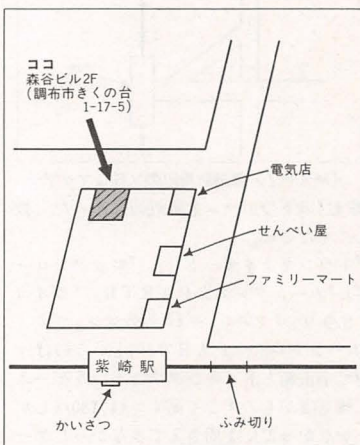 ココ
森谷ビル2F
(調布市きくの台
1-17-5)
電気店
せんべい屋
ファミリーマート
紫崎駅
かいさつ
ふみ切り